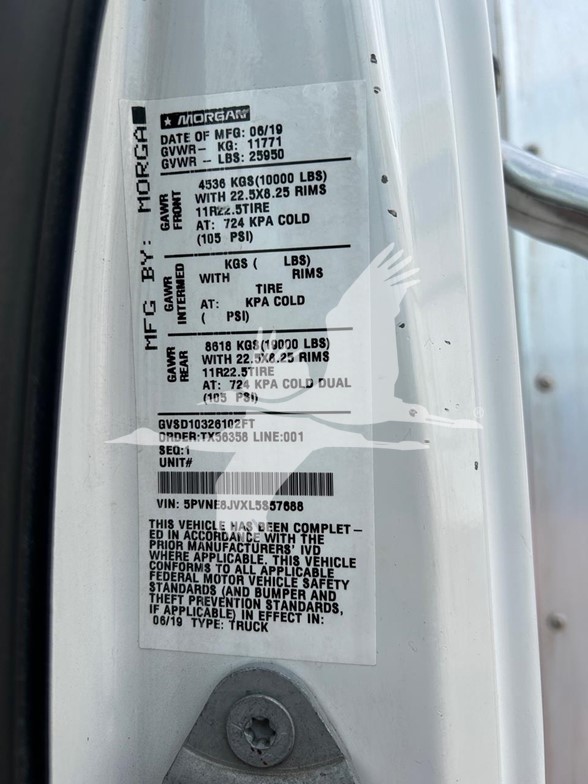 ★ MORGAN
DATE OF MFG: 06/19
GVWR- KG: 11771
GVWR - LBS: 25950
MFG BY: MORGA
GAWR FRONT
4536 KGS(10000 LBS)
WITH 22.5X8.25 RIMS
11R22.5TIRE
AT: 724 KPA COLD
(105 PSI)
GAWR INTERMED
KGS ( LBS)
WITH RIMS
TIRE
AT: KPA COLD
( PSI)
GAWR REAR
8618 KGS(19000 LBS)
WITH 22.5X8.25 RIMS
11R22.5TIRE
AT: 724 KPA COLD DUAL
(105 PSI)
GVSD10326102FT
ORDER:TX56358 LINE:001
SEQ:1
UNIT#
VIN: 5PVNE8JVXL5S57688
THIS VEHICLE HAS BEEN COMPLET-
ED IN ACCORDANCE WITH THE
PRIOR MANUFACTURERS' IVD
WHERE APPLICABLE. THIS VEHICLE
CONFORMS TO ALL APPLICABLE
FEDERAL MOTOR VEHICLE SAFETY
STANDARDS (AND BUMPER AND
THEFT PREVENTION STANDARDS,
IF APPLICABLE) IN EFFECT IN:
06/19 TYPE: TRUCK